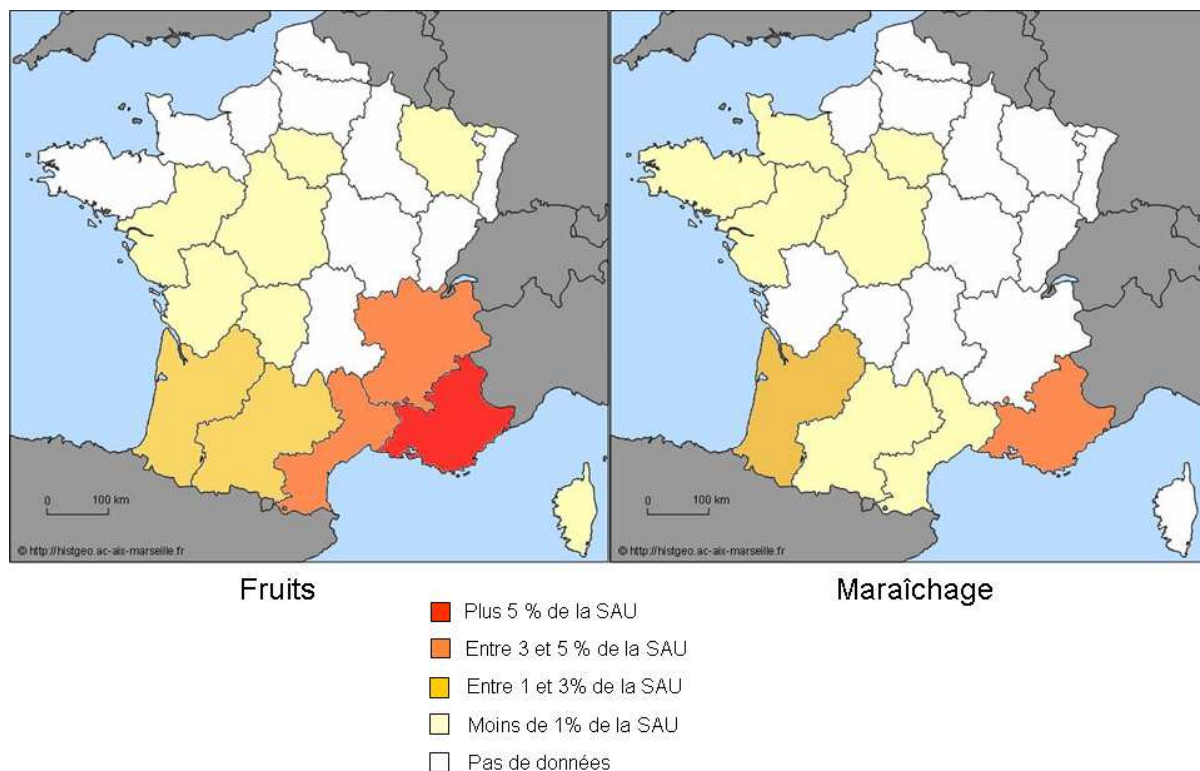 0 100 km
© http://histgeo.ac-aix-marseille.fr
0 100 km
© http://histgeo.ac-aix-marseille.fr
Fruits
Maraîchage
Plus 5 % de la SAU
Entre 3 et 5 % de la SAU
Entre 1 et 3% de la SAU
Moins de 1% de la SAU
Pas de données